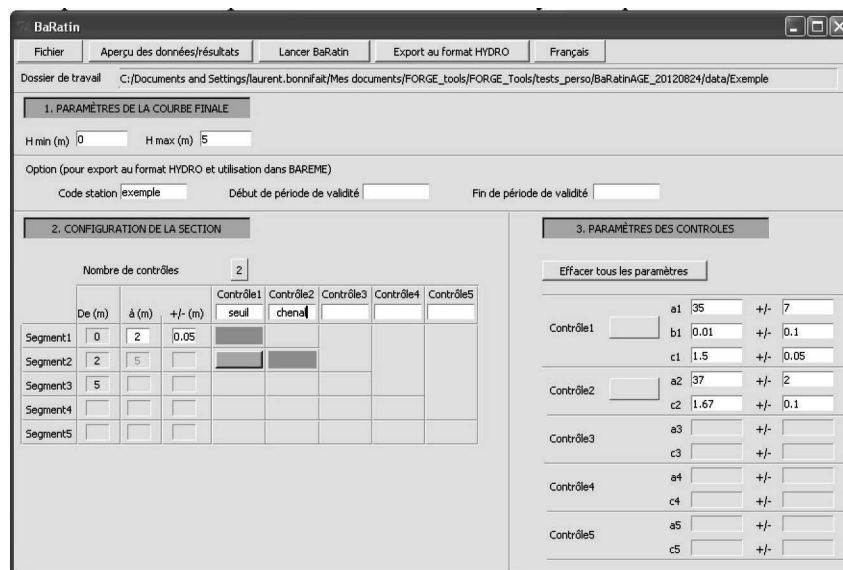 BaRatin
Fichier Aperçu des données/résultats Lancer BaRatin Export au format HYDRO Français
Dossier de travail C:/Documents and Settings/laurent.bonnifait/Mes documents/FORGE_tools/FORGE_Tools/tests_perso/BaRatinAGE_20120824/data/Exemple
1. PARAMÈTRES DE LA COURBE FINALE
H min (m) 0 H max (m) 5
Option (pour export au format HYDRO et utilisation dans BAREME)
Code station exemple Début de période de validité Fin de période de validité
2. CONFIGURATION DE LA SECTION
Nombre de contrôles 2
Contrôle1 Contrôle2 Contrôle3 Contrôle4 Contrôle5
De (m) à (m) +/- (m) seuil chenal
Segment1 0 2 0.05
Segment2 2 5
Segment3 5
Segment4
Segment5
3. PARAMÈTRES DES CONTROLES
Effacer tous les paramètres
Contrôle1
a1 35 +/- 7
b1 0.01 +/- 0.1
c1 1.5 +/- 0.05
Contrôle2
a2 37 +/- 2
c2 1.67 +/- 0.1
Contrôle3
a3 +/-
c3 +/-
Contrôle4
a4 +/-
c4 +/-
Contrôle5
a5 +/-
c5 +/-